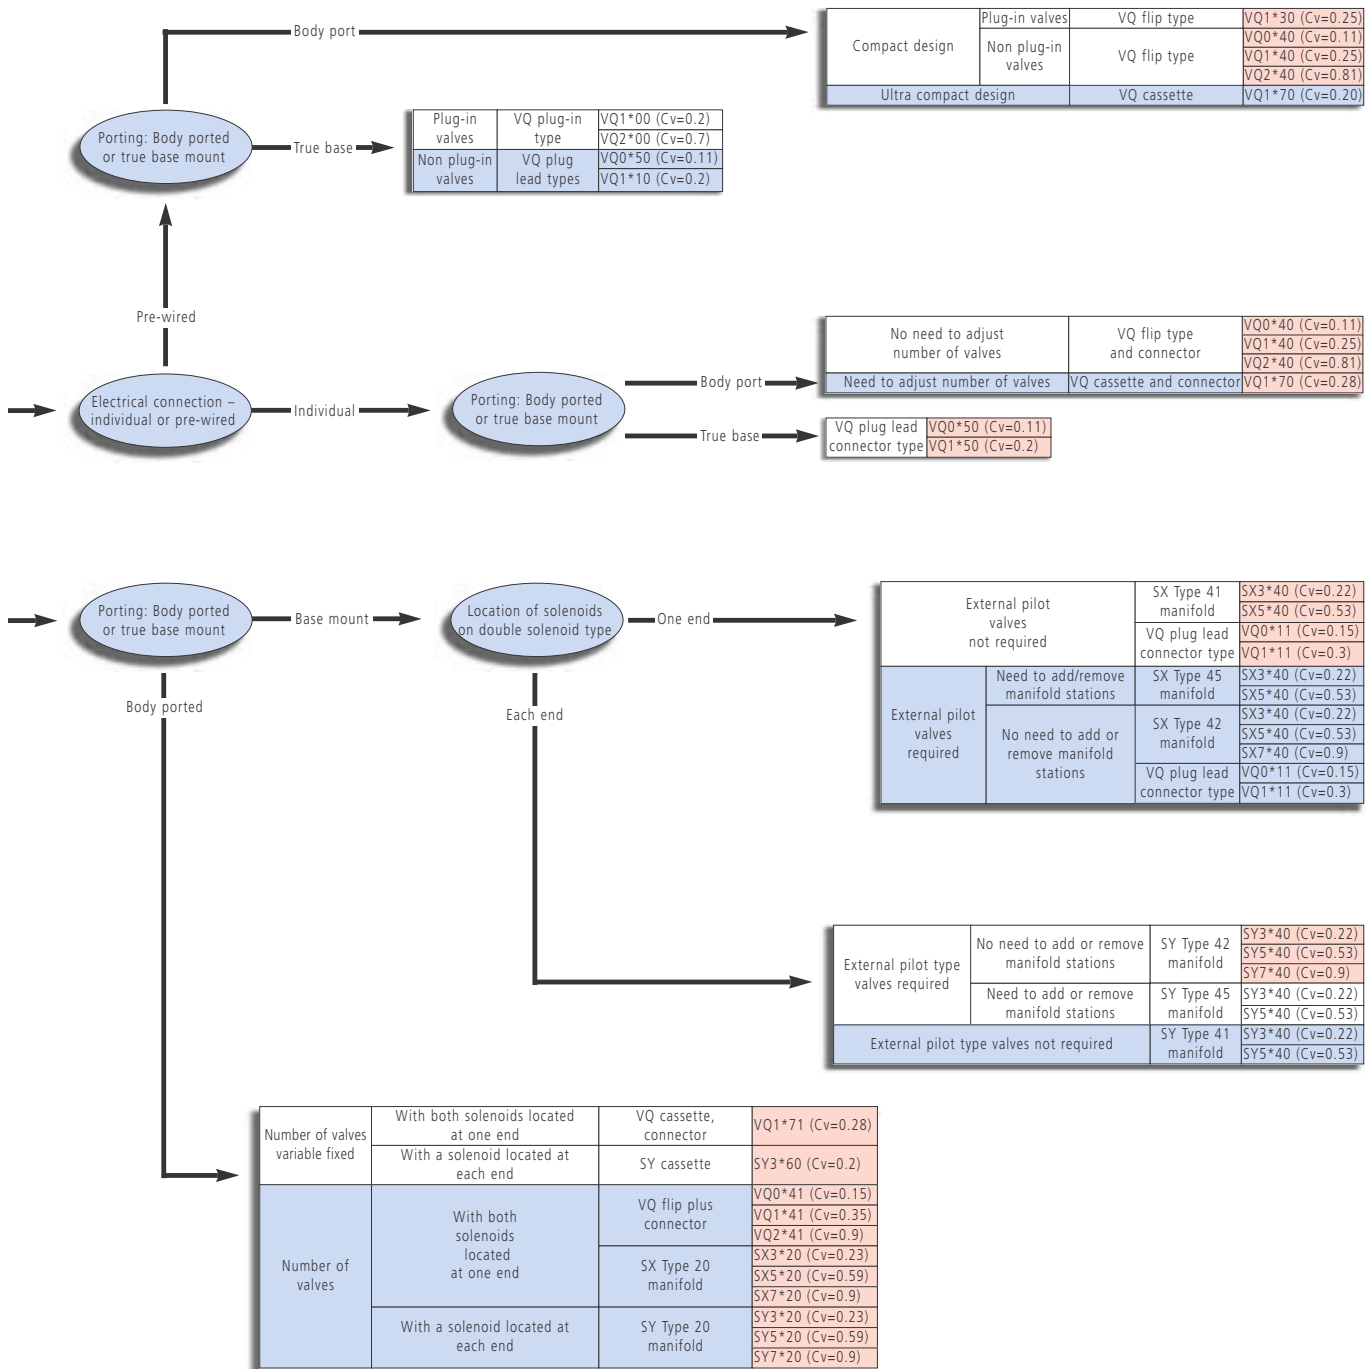 Body port
Compact design
Plug-in valves
VQ flip type
VQ1*30 (Cv=0.25)
Non plug-in
valves
VQ flip type
VQ0*40 (Cv=0.11)
VQ1*40 (Cv=0.25)
VQ2*40 (Cv=0.81)
Ultra compact design
VQ cassette
VQ1*70 (Cv=0.20)
Porting: Body ported
or true base mount
True base
Plug-in
valves
VQ plug-in
type
VQ1*00 (Cv=0.2)
VQ2*00 (Cv=0.7)
Non plug-in
valves
VQ plug
lead types
VQ0*50 (Cv=0.11)
VQ1*10 (Cv=0.2)
Pre-wired
Electrical connection –
individual or pre-wired
Individual
Porting: Body ported
or true base mount
Body port
No need to adjust
number of valves
VQ flip type
and connector
VQ0*40 (Cv=0.11)
VQ1*40 (Cv=0.25)
VQ2*40 (Cv=0.81)
Need to adjust number of valves
VQ cassette and connector
VQ1*70 (Cv=0.28)
True base
VQ plug lead
connector type
VQ0*50 (Cv=0.11)
VQ1*50 (Cv=0.2)
Porting: Body ported
or true base mount
Base mount
Location of solenoids
on double solenoid type
One end
External pilot
valves
not required
SX Type 41
manifold
SX3*40 (Cv=0.22)
SX5*40 (Cv=0.53)
VQ plug lead
connector type
VQ0*11 (Cv=0.15)
VQ1*11 (Cv=0.3)
External pilot
valves
required
Need to add/remove
manifold stations
SX Type 45
manifold
SX3*40 (Cv=0.22)
SX5*40 (Cv=0.53)
No need to add or
remove manifold
stations
SX Type 42
manifold
SX3*40 (Cv=0.22)
SX5*40 (Cv=0.53)
SX7*40 (Cv=0.9)
VQ plug lead
connector type
VQ0*11 (Cv=0.15)
VQ1*11 (Cv=0.3)
Body ported
Each end
External pilot type
valves required
No need to add or remove
manifold stations
SY Type 42
manifold
SY3*40 (Cv=0.22)
SY5*40 (Cv=0.53)
SY7*40 (Cv=0.9)
Need to add or remove
manifold stations
SY Type 45
manifold
SY3*40 (Cv=0.22)
SY5*40 (Cv=0.53)
External pilot type valves not required
SY Type 41
manifold
SY3*40 (Cv=0.22)
SY5*40 (Cv=0.53)
Number of valves
variable fixed
With both solenoids located
at one end
VQ cassette,
connector
VQ1*71 (Cv=0.28)
With a solenoid located at
each end
SY cassette
SY3*60 (Cv=0.2)
Number of
valves
With both
solenoids
located
at one end
VQ flip plus
connector
VQ0*41 (Cv=0.15)
VQ1*41 (Cv=0.35)
VQ2*41 (Cv=0.9)
SX Type 20
manifold
SX3*20 (Cv=0.23)
SX5*20 (Cv=0.59)
SX7*20 (Cv=0.9)
With a solenoid located at
each end
SY Type 20
manifold
SY3*20 (Cv=0.23)
SY5*20 (Cv=0.59)
SY7*20 (Cv=0.9)